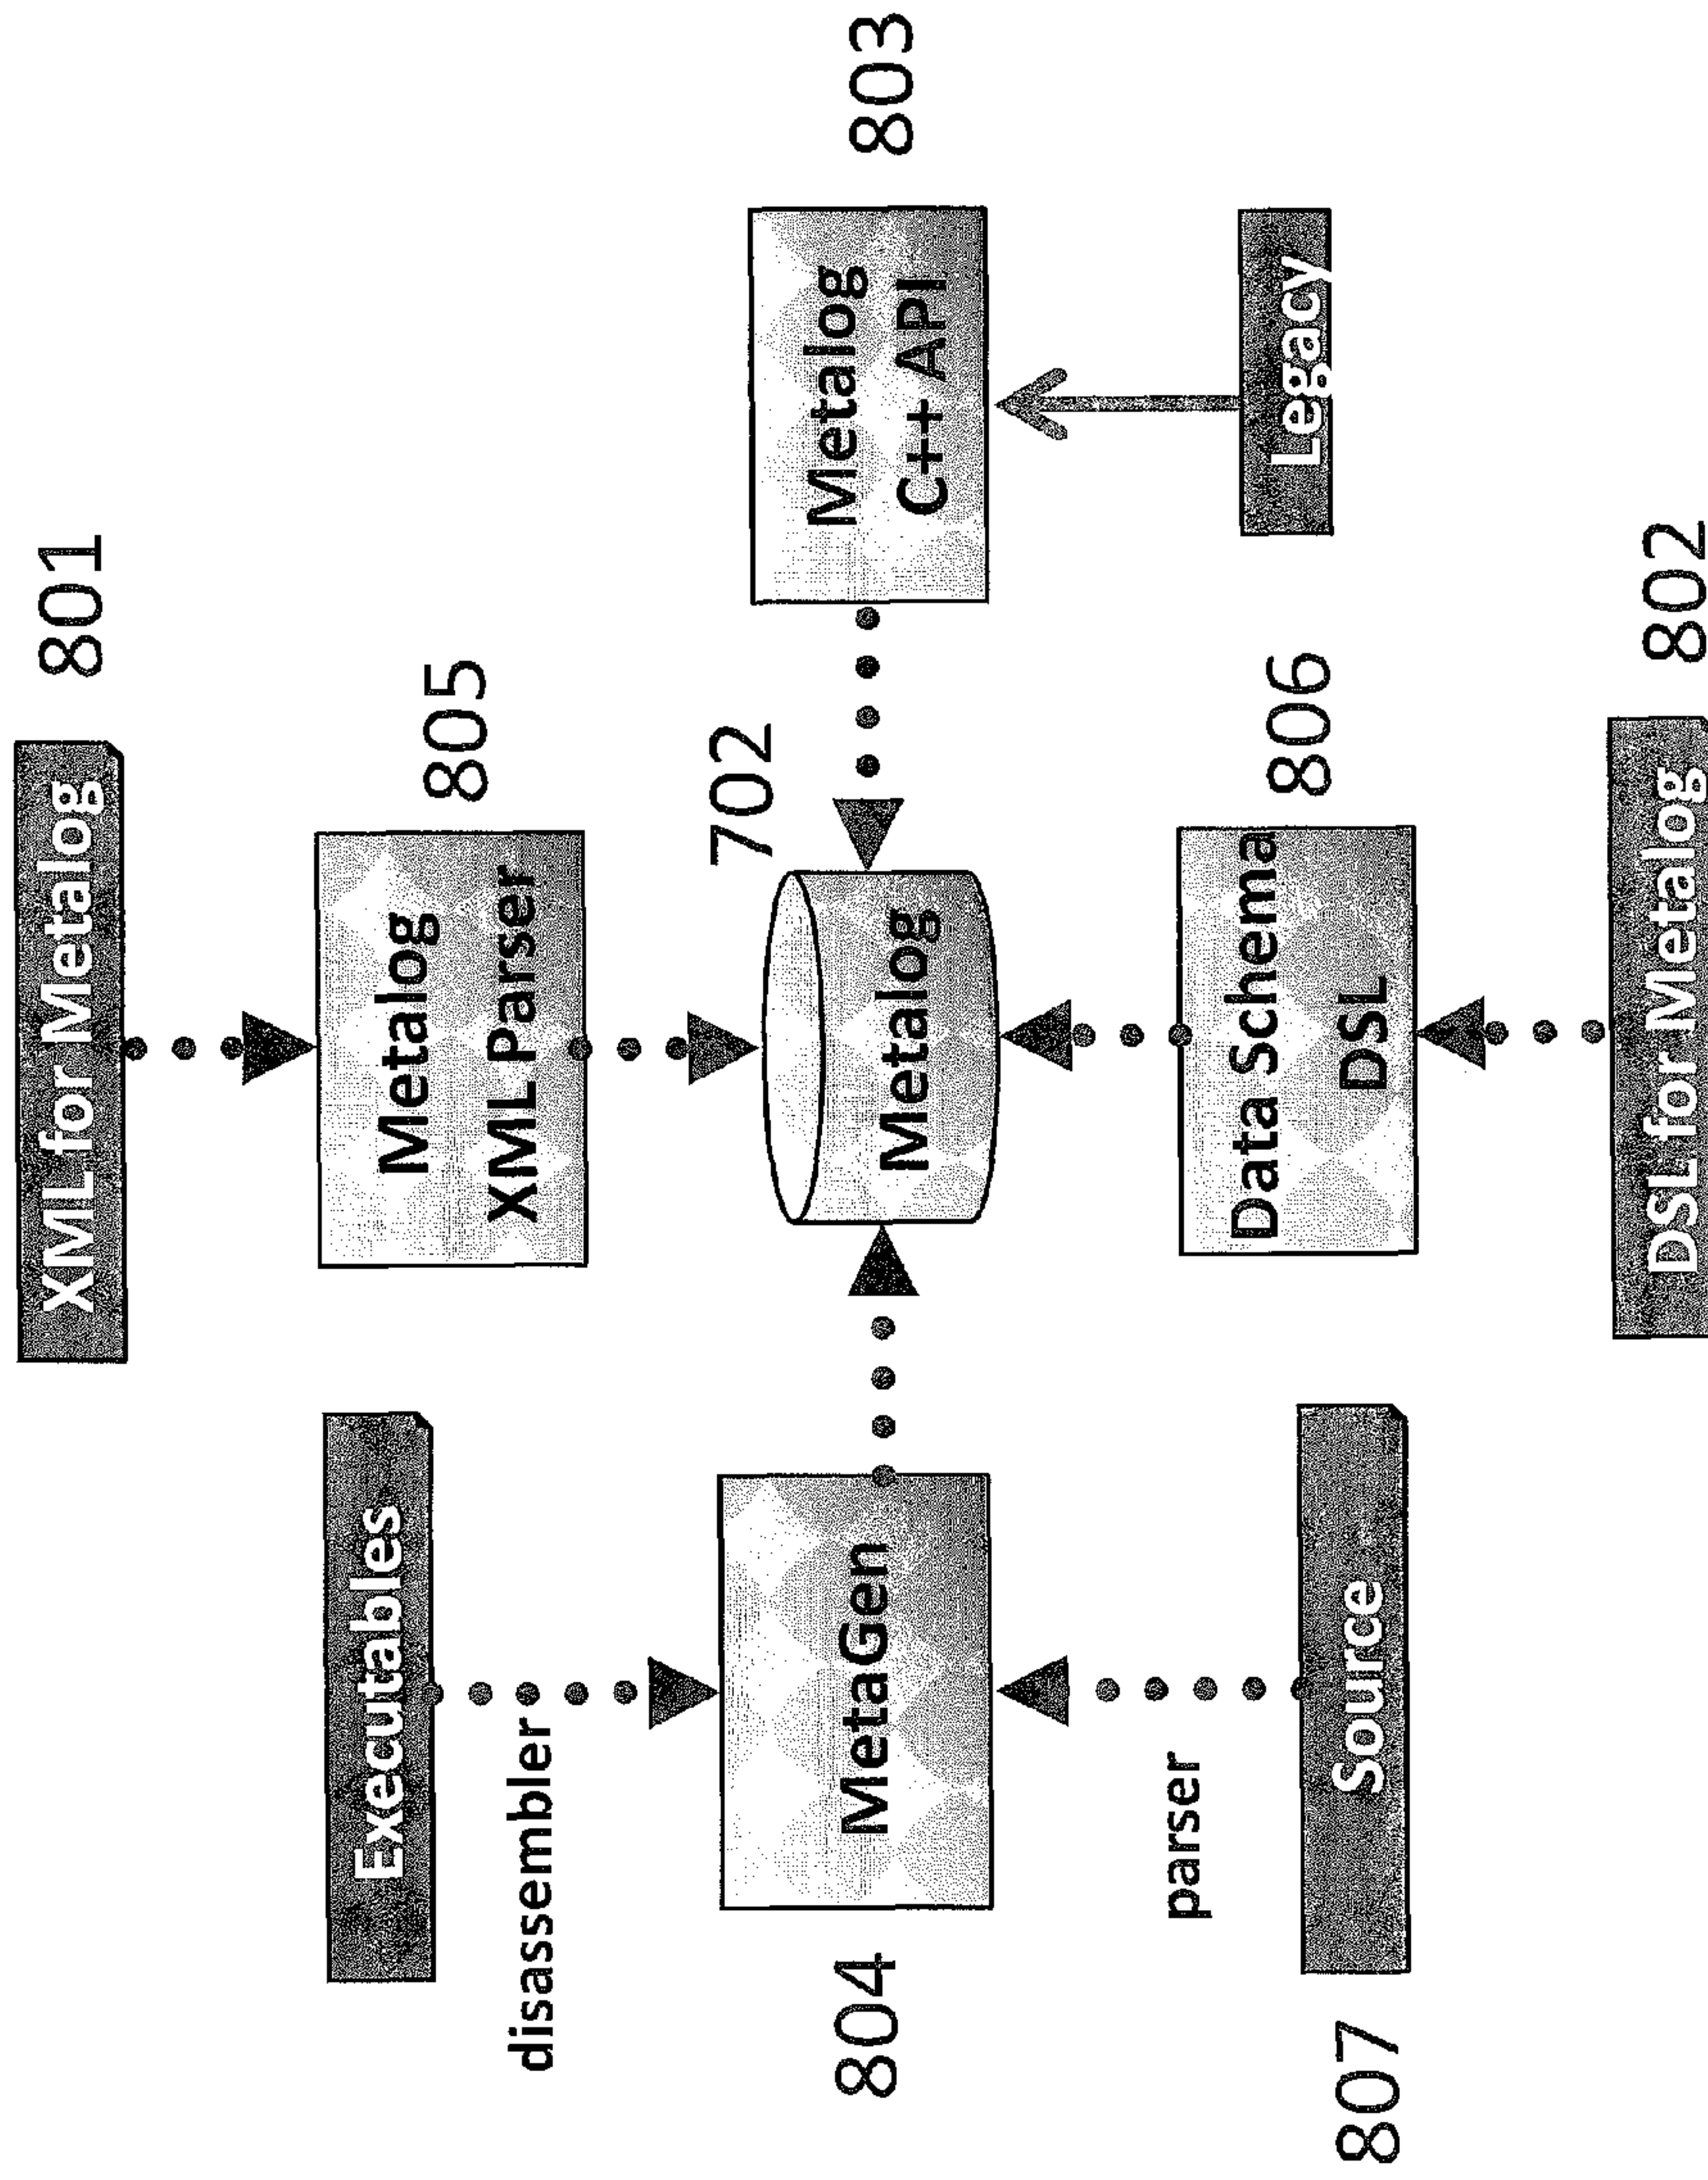 XML for Metalog
801
Executables
Metalog
XML Parser
805
disassembler
702
804
MetaGen
Metalog
Metalog
C++ API
803
parser
Data Schema
DSL
806
Legacy
807
Source
DSL for Metalog
802